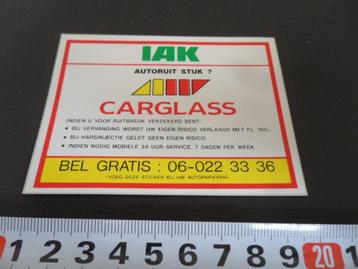 IAK
AUTORUIT STUK ?
CARGLASS
INDIEN U VOOR RUITBREUK VERZEKERD BENT:
• BIJ VERVANGING WORDT UW EIGEN RISICO VERLAAGD MET FL. 150,-
• BIJ HARSINJECTIE GELDT GEEN EIGEN RISICO
• INDIEN NODIG MOBIELE 24-UUR-SERVICE, 7 DAGEN PER WEEK
BEL GRATIS : 06-022 33 36
(VOEG DEZE STICKER BIJ UW AUTOPAPIEREN)
1 2 3 4 5 6 7 8 9 20 1